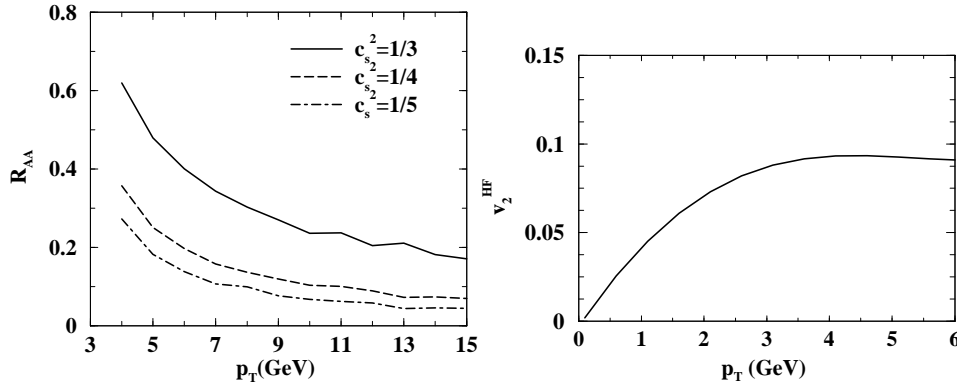 0.8
0.6
0.4
0.2
0
R_AA
c_s^2=1/3
c_s^2=1/4
c_s^2=1/5
3 5 7 9 11 13 15
p_T(GeV)
0.15
0.1
0.05
0
v_2^HF
0 1 2 3 4 5 6
p_T (GeV)